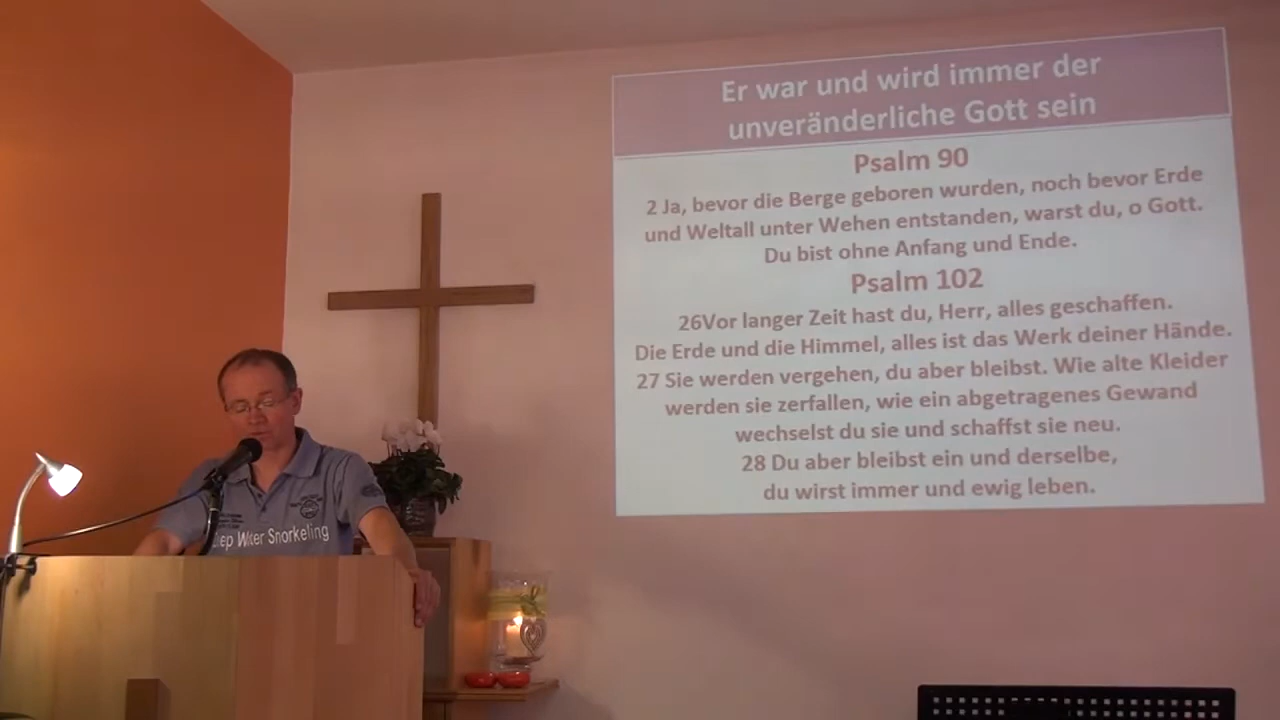 Er war und wird immer der
unveränderliche Gott sein
Psalm 90
2 Ja, bevor die Berge geboren wurden, noch bevor Erde
und Weltall unter Wehen entstanden, warst du, o Gott.
Du bist ohne Anfang und Ende.
Psalm 102
26Vor langer Zeit hast du, Herr, alles geschaffen.
Die Erde und die Himmel, alles ist das Werk deiner Hände.
27 Sie werden vergehen, du aber bleibst. Wie alte Kleider
werden sie zerfallen, wie ein abgetragenes Gewand
wechselst du sie und schaffst sie neu.
28 Du aber bleibst ein und derselbe,
du wirst immer und ewig leben.
Snorkeling